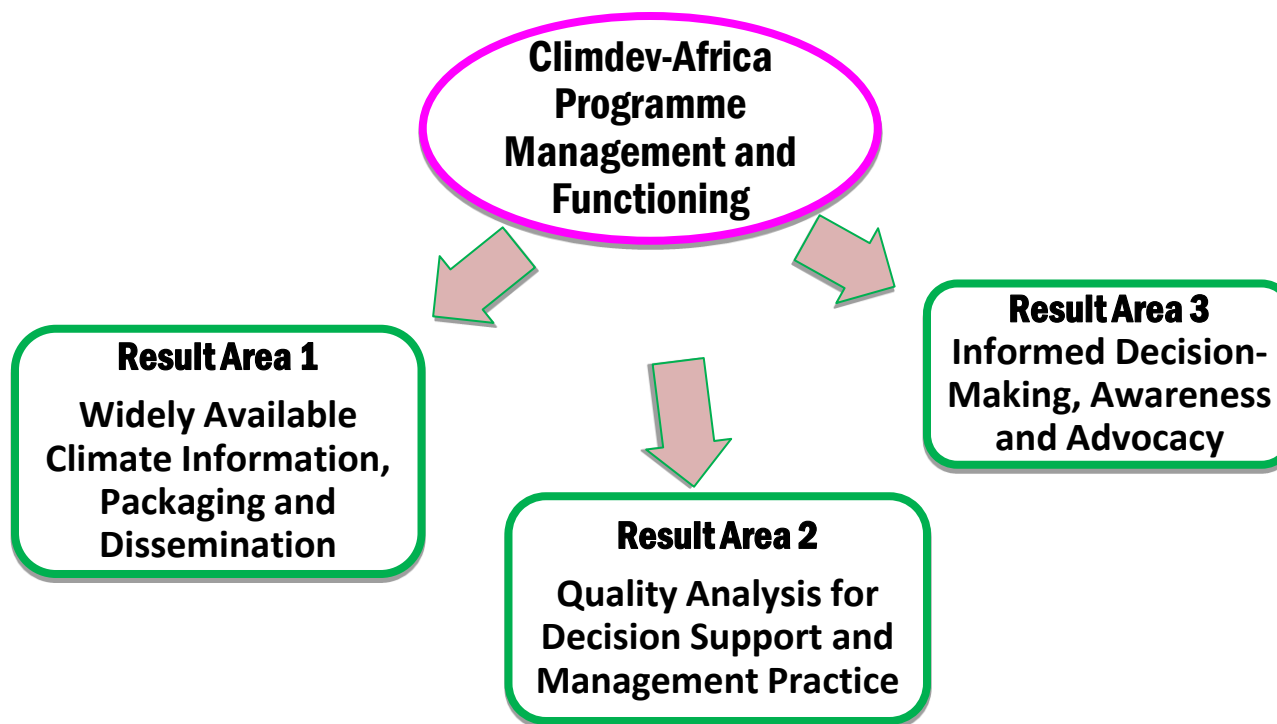 Climdev-Africa
Programme
Management and
Functioning
Result Area 1
Widely Available
Climate Information,
Packaging and
Dissemination
Result Area 2
Quality Analysis for
Decision Support and
Management Practice
Result Area 3
Informed Decision-
Making, Awareness
and Advocacy